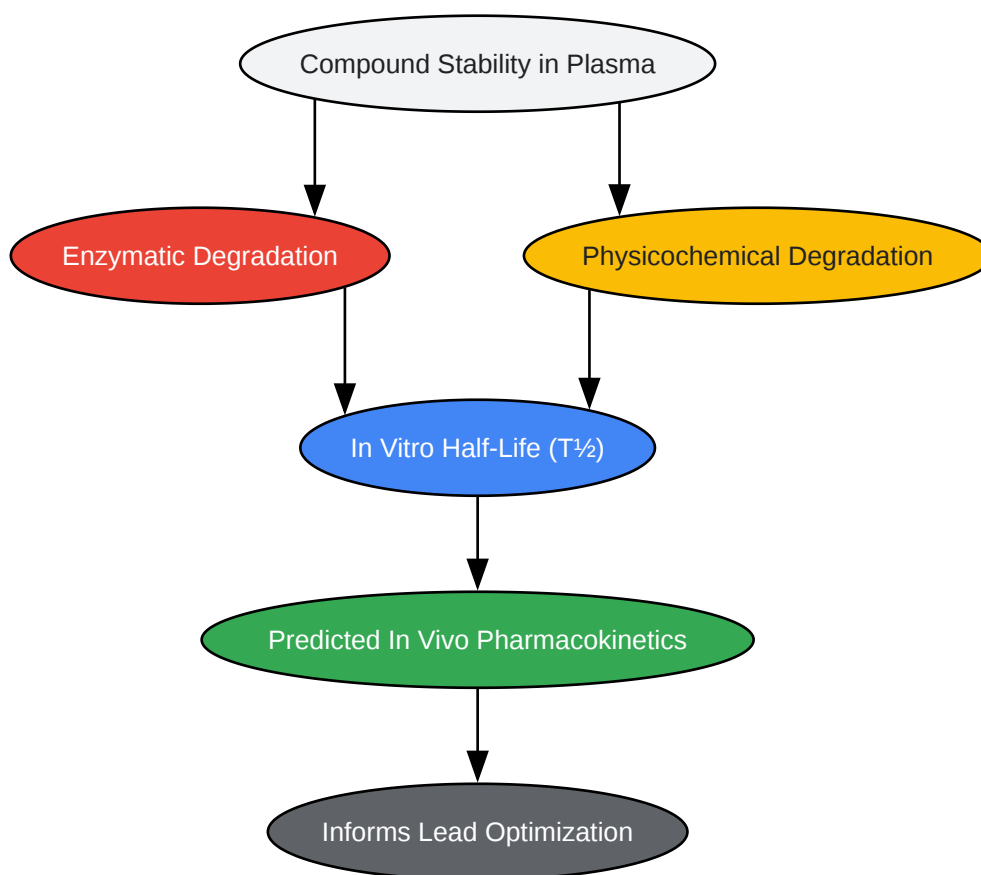 Compound Stability in Plasma
Enzymatic Degradation
Physicochemical Degradation
In Vitro Half-Life (T½)
Predicted In Vivo Pharmacokinetics
Informs Lead Optimization